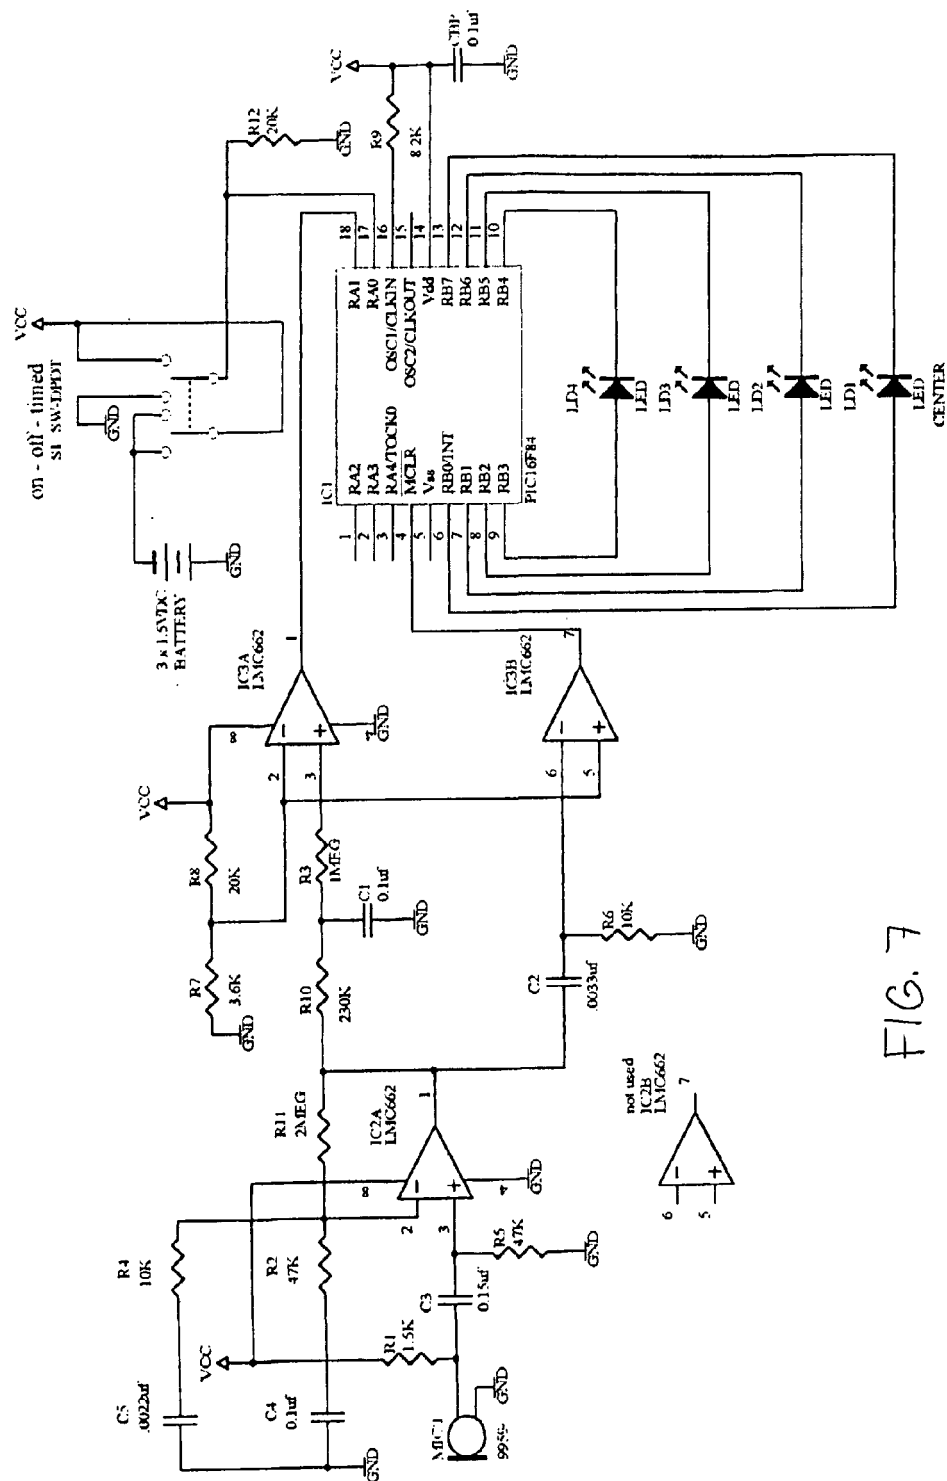 on - off - timed
S1 SW-DPDT
VCC
GND
3 x 1.5VDC
BATTERY
GND
R12
20K
GND
VCC
R9
8.2K
CBP
0.1uf
GND
IC1
PIC16F84
1
RA2
2
RA3
3
RA4/TOCKD
4
MCLR
5
Vss
6
RB0/INT
7
RB1
8
RB2
9
RB3
18
RA1
17
RA0
16
OSC1/CLKIN
15
OSC2/CLKOUT
14
Vdd
13
RB7
12
RB6
11
RB5
10
RB4
LD4
LED
LD3
LED
LD2
LED
LD1
LED
CENTER
IC3A
LMC662
1
8
2
3
4
GND
VCC
R8
20K
R7
3.6K
GND
R3
1MEG
C1
0.1uf
GND
R10
230K
IC3B
LMC662
7
6
5
C2
.0033uf
R6
10K
GND
R11
2MEG
IC2A
LMC662
1
8
2
3
4
GND
R4
10K
R2
47K
C5
.0022uf
C4
0.1uf
GND
VCC
R1
1.5K
C3
0.15uf
R5
47K
GND
MIC1
GND
not used
IC2B
LMC662
6
5
7
FIG. 7